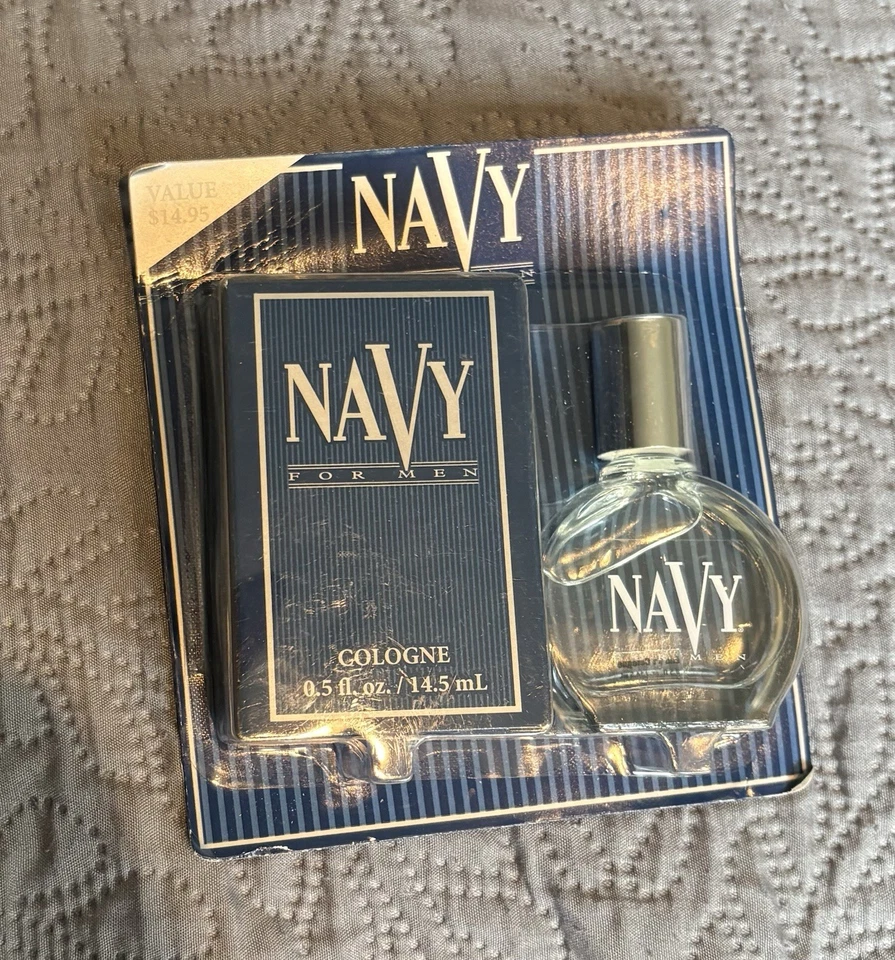 VALUE
$14.95
NAVY
NAVY
FOR MEN
COLOGNE
0.5 fl. oz. / 14.5 mL
NAVY